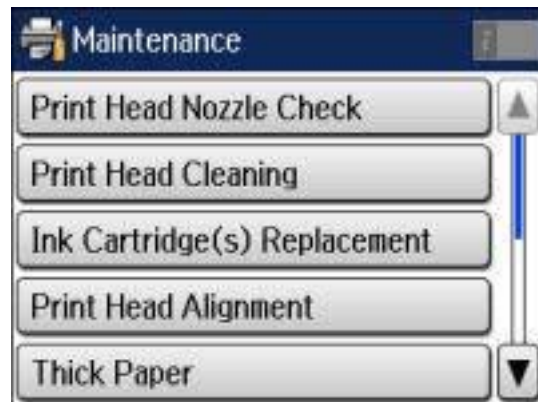 Maintenance
Print Head Nozzle Check
Print Head Cleaning
Ink Cartridge(s) Replacement
Print Head Alignment
Thick Paper